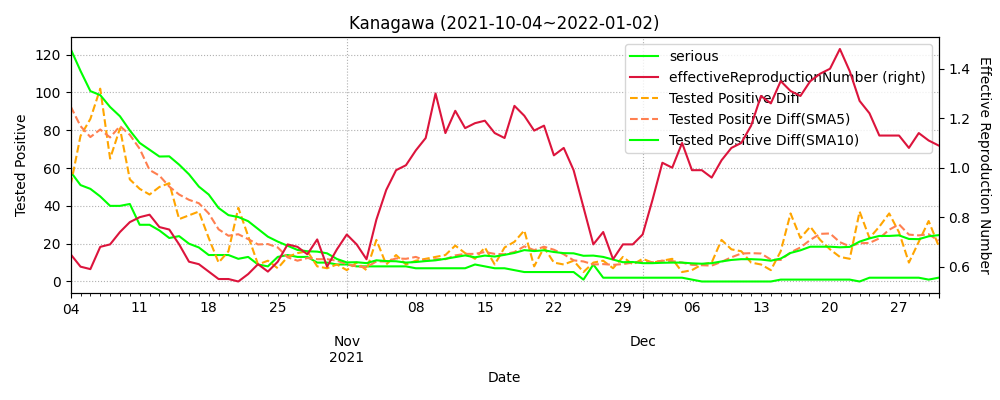 Kanagawa (2021-10-04~2022-01-02)
serious
effectiveReproductionNumber (right)
Tested Positive Diff
Tested Positive Diff(SMA5)
Tested Positive Diff(SMA10)
120
100
80
60
40
20
0
Tested Positive
1.4
1.2
1.0
0.8
0.6
Effective Reproduction Number
04 11 18 25 08 15 22 29 06 13 20 27
Nov Dec
2021
Date